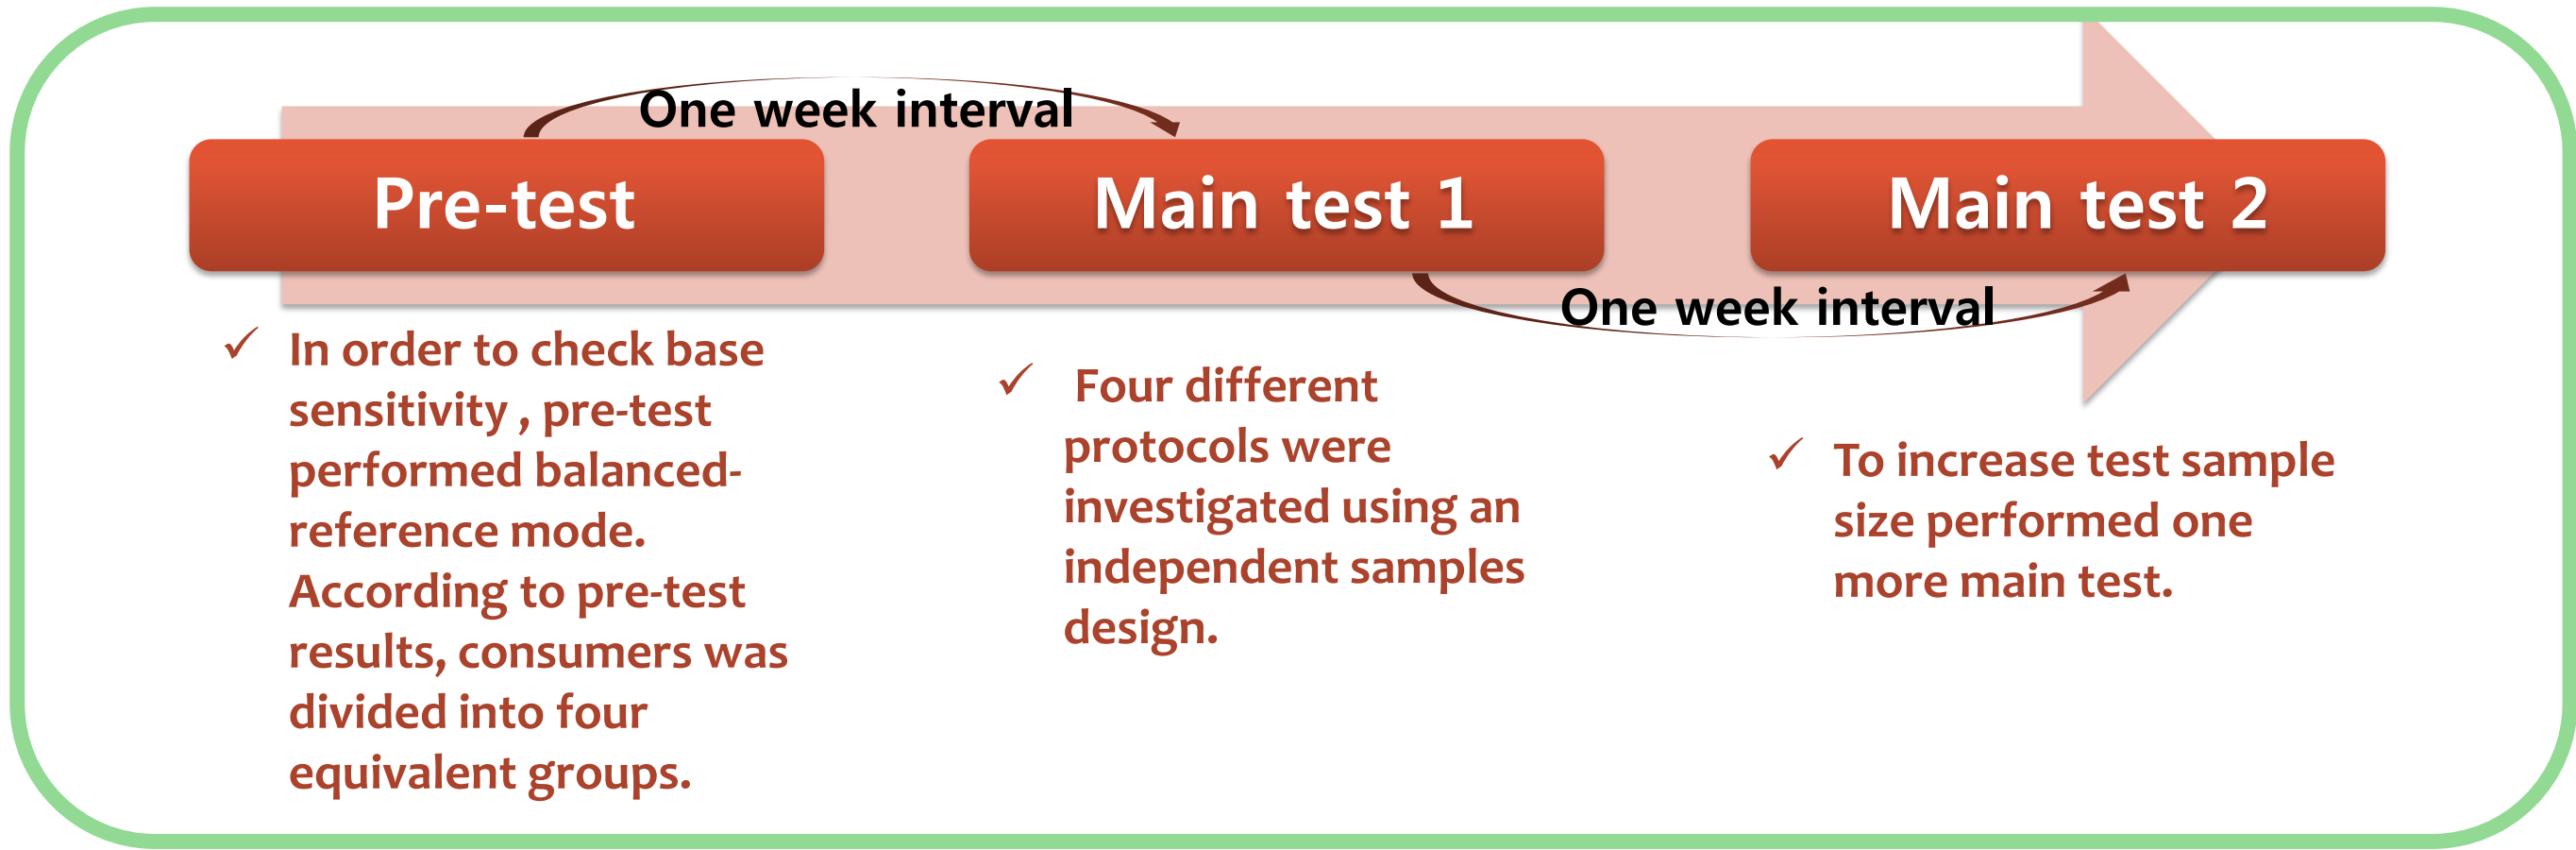 One week interval
Pre-test
Main test 1
Main test 2
One week interval
✓ In order to check base
sensitivity , pre-test
performed balanced-
reference mode.
According to pre-test
results, consumers was
divided into four
equivalent groups.
✓ Four different
protocols were
investigated using an
independent samples
design.
✓ To increase test sample
size performed one
more main test.